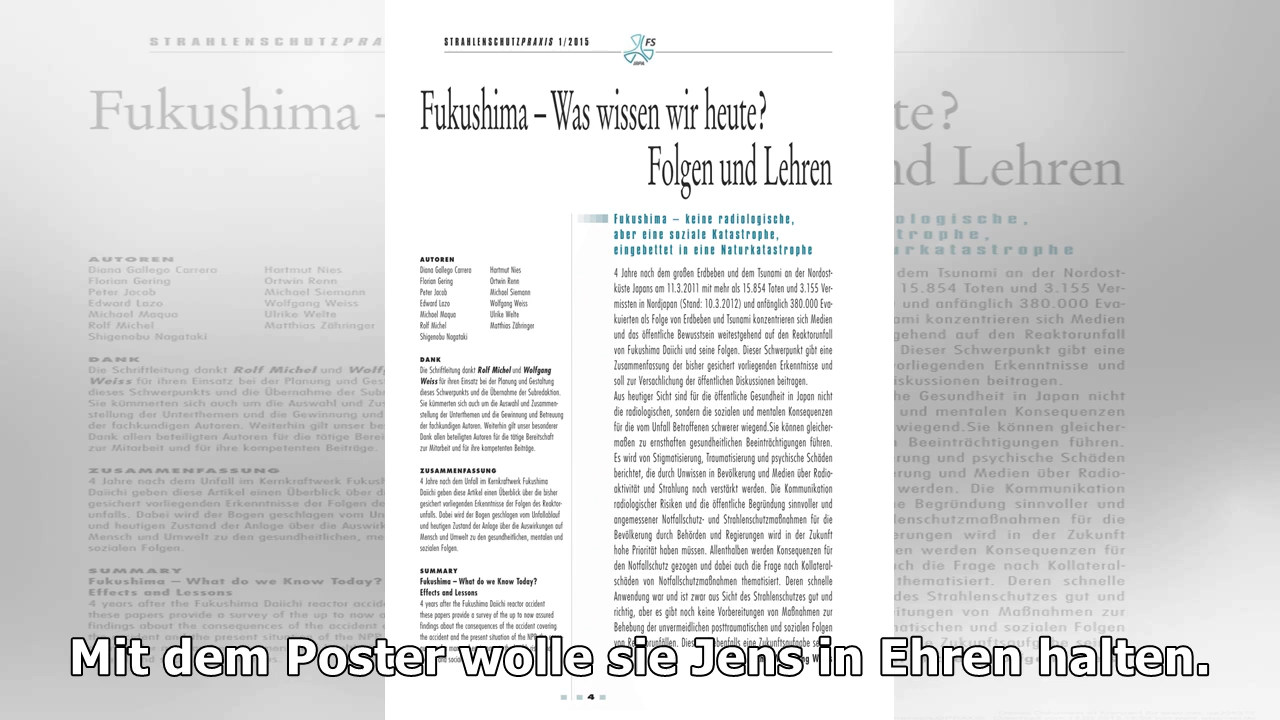 STRAHLENSCHUTZPRAXIS 1/2015
FS
IRPA
Fukushima – Was wissen wir heute?
Folgen und Lehren
AUTOREN
Diana Gallego Carrera
Florian Gering
Peter Jacob
Edward Lazo
Michael Maqua
Rolf Michel
Shigenobu Nagataki
Hartmut Nies
Ortwin Renn
Michael Siemann
Wolfgang Weiss
Ulrike Welte
Matthias Zähringer
DANK
Die Schriftleitung dankt Rolf Michel und Wolfgang
Weiss für ihren Einsatz bei der Planung und Gestaltung
dieses Schwerpunkts und die Übernahme der Subredaktion.
Sie kümmerten sich auch um die Auswahl und Zusammen-
stellung der Unterthemen und die Gewinnung und Betreuung
der fachkundigen Autoren. Weiterhin gilt unser besonderer
Dank allen beteiligten Autoren für die tätige Bereitschaft
zur Mitarbeit und für ihre kompetenten Beiträge.
ZUSAMMENFASSUNG
4 Jahre nach dem Unfall im Kernkraftwerk Fukushima
Daiichi geben diese Artikel einen Überblick über die bisher
gesichert vorliegenden Erkenntnisse der Folgen des Reaktor-
unfalls. Dabei wird der Bogen geschlagen vom Unfallablauf
und heutigen Zustand der Anlage über die Auswirkungen auf
Mensch und Umwelt zu den gesundheitlichen, mentalen und
sozialen Folgen.
SUMMARY
Fukushima – What do we Know Today?
Effects and Lessons
4 years after the Fukushima Daiichi reactor accident
these papers provide a survey of the up to now assured
findings about the consequences of the accident covering
the accident and the present situation of the NPP
Fukushima – keine radiologische,
aber eine soziale Katastrophe,
eingebettet in eine Naturkatastrophe
4 Jahre nach dem großen Erdbeben und dem Tsunami an der Nordost-
küste Japans am 11.3.2011 mit mehr als 15.854 Toten und 3.155 Ver-
missten in Nordjapan (Stand: 10.3.2012) und anfänglich 380.000 Eva-
kuierten als Folge von Erdbeben und Tsunami konzentrieren sich Medien
und das öffentliche Bewusstsein weitestgehend auf den Reaktorunfall
von Fukushima Daiichi und seine Folgen. Dieser Schwerpunkt gibt eine
Zusammenfassung der bisher gesichert vorliegenden Erkenntnisse und
soll zur Versachlichung der öffentlichen Diskussionen beitragen.
Aus heutiger Sicht sind für die öffentliche Gesundheit in Japan nicht
die radiologischen, sondern die sozialen und mentalen Konsequenzen
für die vom Unfall Betroffenen schwerer wiegend.Sie können gleicher-
maßen zu ernsthaften gesundheitlichen Beeinträchtigungen führen.
Es wird von Stigmatisierung, Traumatisierung und psychische Schäden
berichtet, die durch Unwissen in Bevölkerung und Medien über Radio-
aktivität und Strahlung noch verstärkt werden. Die Kommunikation
radiologischer Risiken und die öffentliche Begründung sinnvoller und
angemessener Notfallschutz- und Strahlenschutzmaßnahmen für die
Bevölkerung durch Behörden und Regierungen wird in der Zukunft
hohe Priorität haben müssen. Allenthalben werden Konsequenzen für
den Notfallschutz gezogen und dabei auch die Frage nach Kollateral-
schäden von Notfallschutzmaßnahmen thematisiert. Deren schnelle
Anwendung war und ist zwar aus Sicht des Strahlenschutzes gut und
richtig, aber es gibt noch keine Vorbereitungen von Maßnahmen zur
Behebung der unvermeidlichen posttraumatischen und sozialen Folgen
4
Mit dem Poster wolle sie Jens in Ehren halten.